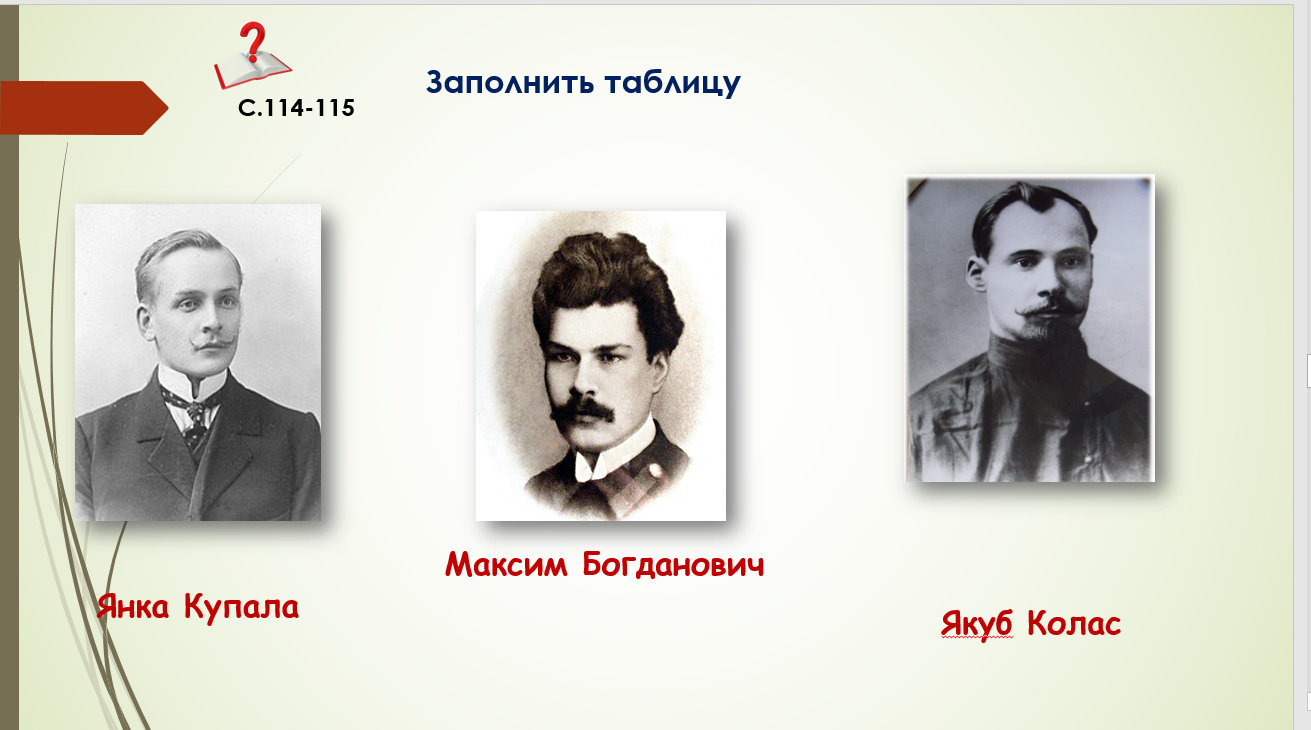 Заполнить таблицу
С.114-115
Янка Купала
Максим Богданович
Якуб Колас